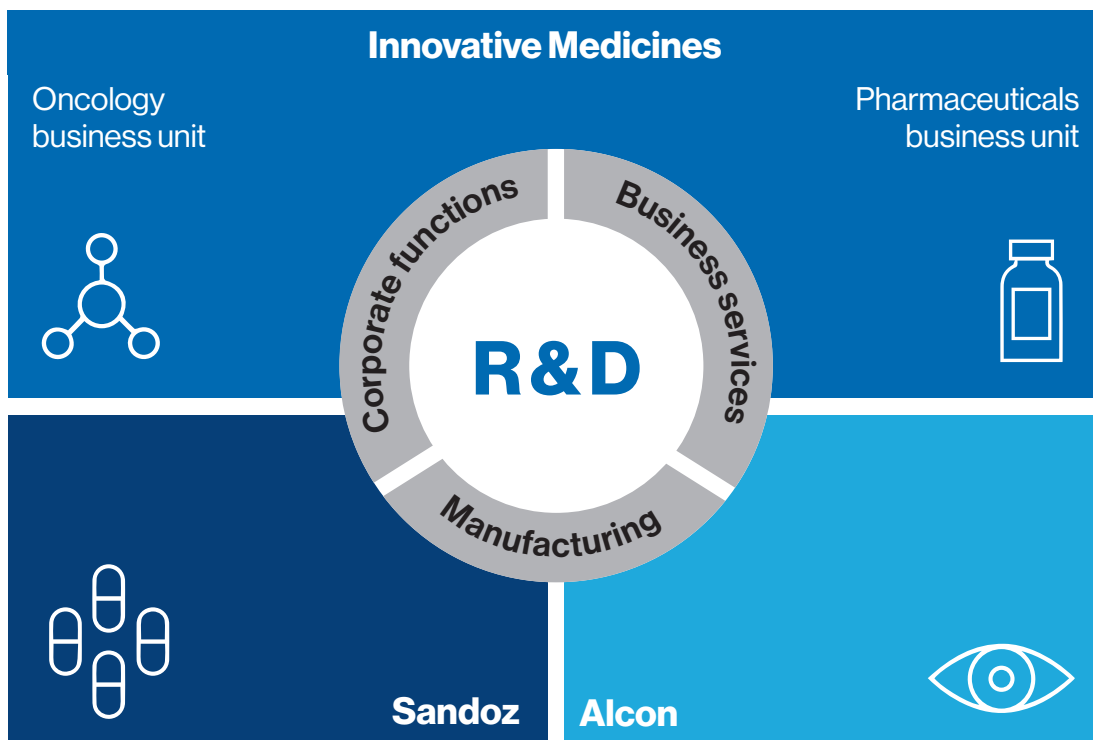 Innovative Medicines
Oncology
business unit
Pharmaceuticals
business unit
Corporate functions
Business services
R&D
Manufacturing
Sandoz
Alcon